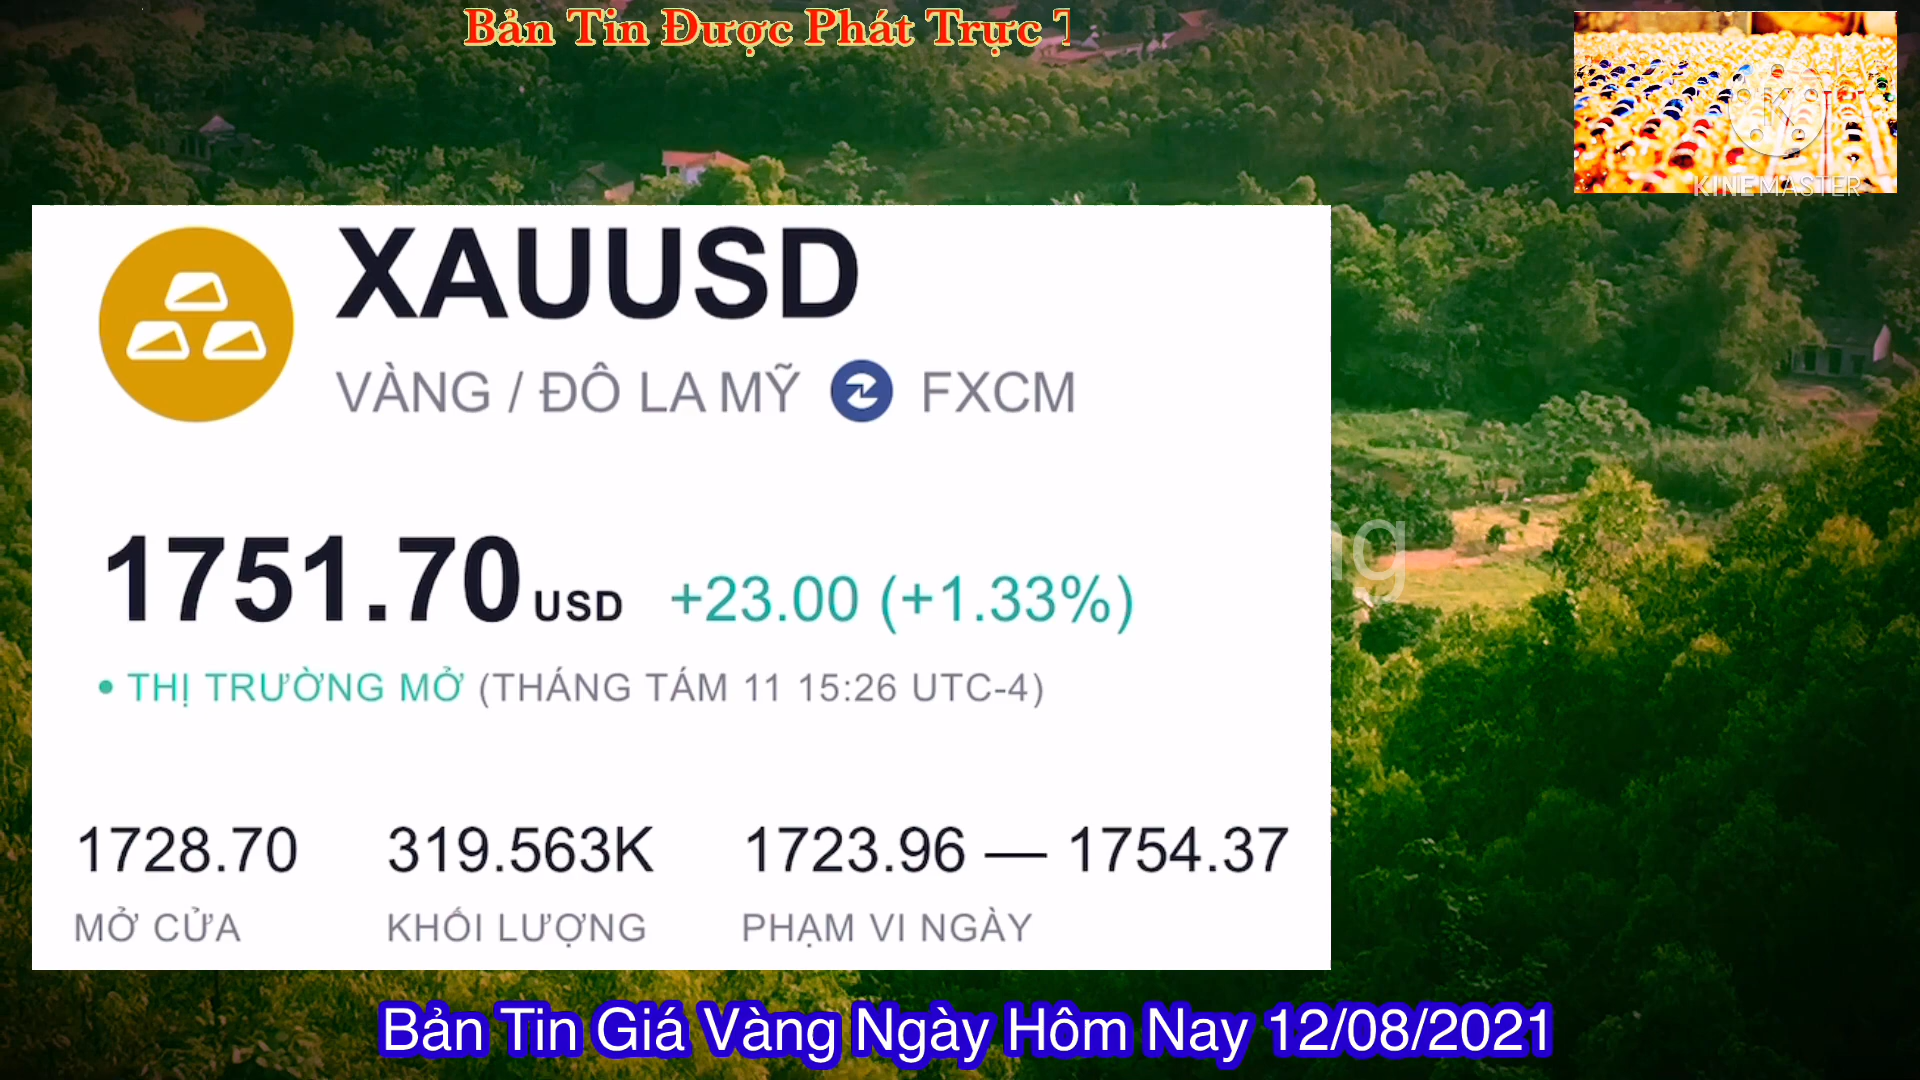 Bản Tin Được Phát Trực
KINEMASTER
XAUUSD
VÀNG / ĐÔ LA MỸ FXCM
1751.70 USD +23.00 (+1.33%)
• THỊ TRƯỜNG MỞ (THÁNG TÁM 11 15:26 UTC-4)
1728.70 319.563K 1723.96 — 1754.37
MỞ CỬA KHỐI LƯỢNG PHẠM VI NGÀY
Bản Tin Giá Vàng Ngày Hôm Nay 12/08/2021